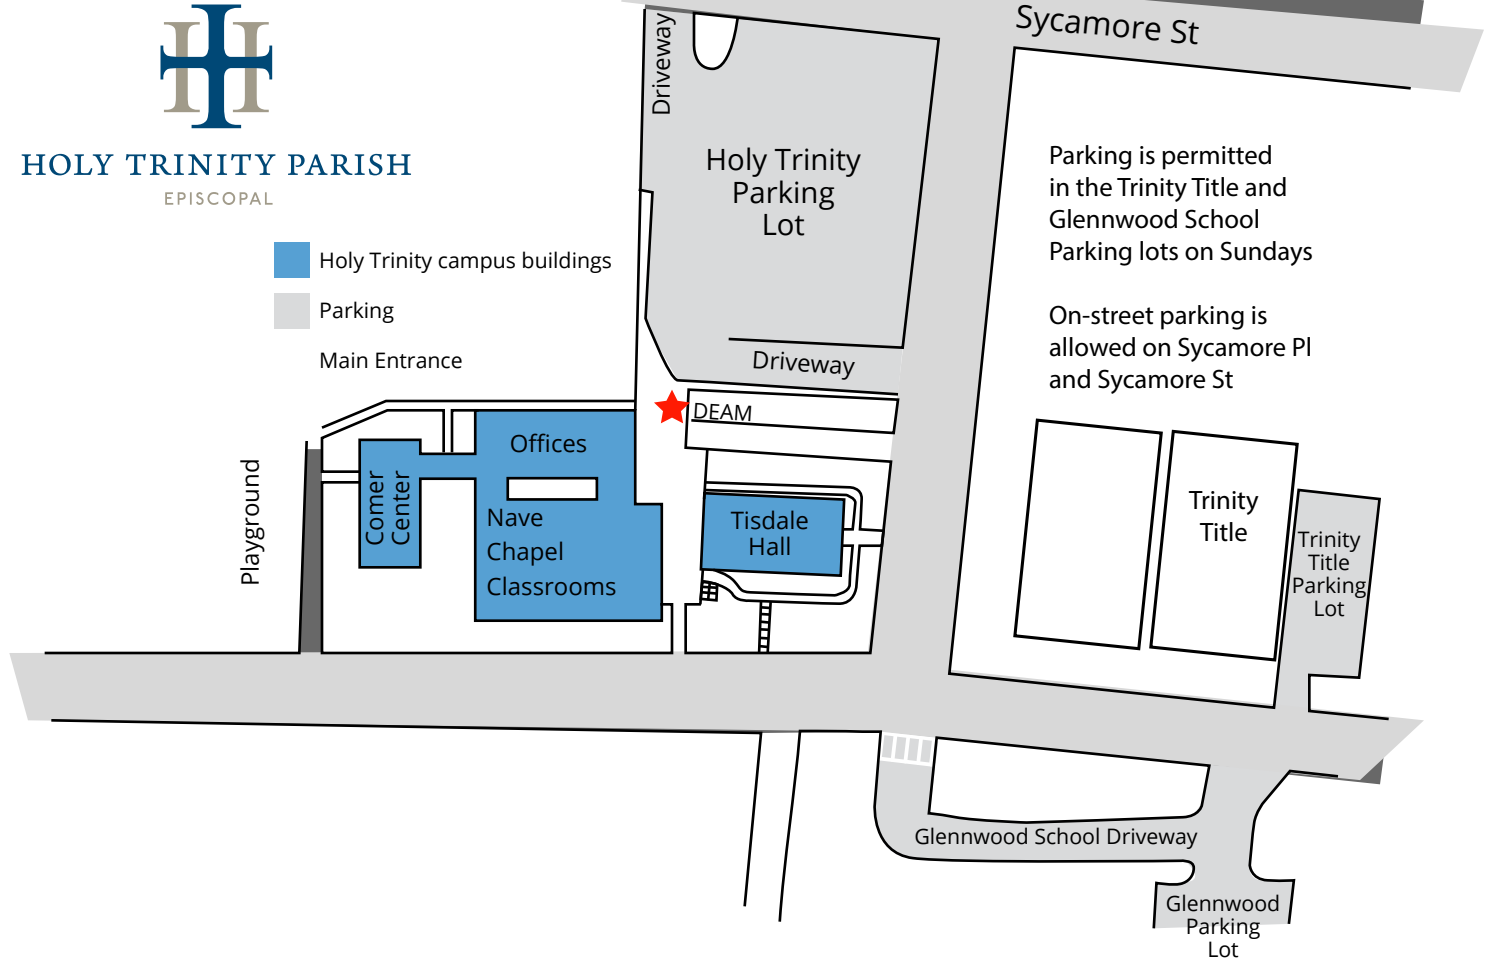 Sycamore St
Driveway
HOLY TRINITY PARISH
EPISCOPAL
Holy Trinity
Parking
Lot
Parking is permitted
in the Trinity Title and
Glennwood School
Parking lots on Sundays
Holy Trinity campus buildings
Parking
Main Entrance
On-street parking is
allowed on Sycamore Pl
and Sycamore St
Driveway
DEAM
Offices
Comer
Center
Playground
Nave
Chapel
Classrooms
Tisdale
Hall
Trinity
Title
Trinity
Title
Parking
Lot
Glennwood School Driveway
Glennwood
Parking
Lot